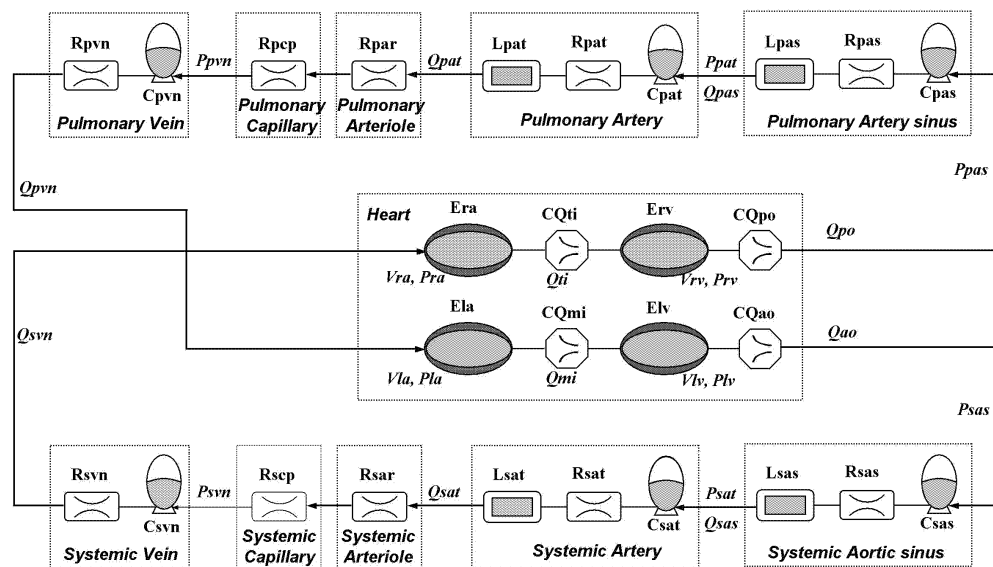 Rpvn
Cpvn
Pulmonary Vein
Ppvn
Rpcp
Pulmonary
Capillary
Rpar
Pulmonary
Arteriole
Qpat
Lpat
Rpat
Cpat
Pulmonary Artery
Ppat
Qpas
Lpas
Rpas
Cpas
Pulmonary Artery sinus
Qpvn
Ppas
Heart
Era
CQti
Erv
CQpo
Qpo
Vra, Pra
Qti
Vrv, Prv
Ela
CQmi
Elv
CQao
Qsvn
Qao
Vla, Pla
Qmi
Vlv, Plv
Psas
Rsvn
Csvn
Systemic Vein
Psvn
Rscp
Systemic
Capillary
Rsar
Systemic
Arteriole
Qsat
Lsat
Rsat
Csat
Systemic Artery
Psat
Qsas
Lsas
Rsas
Csas
Systemic Aortic sinus